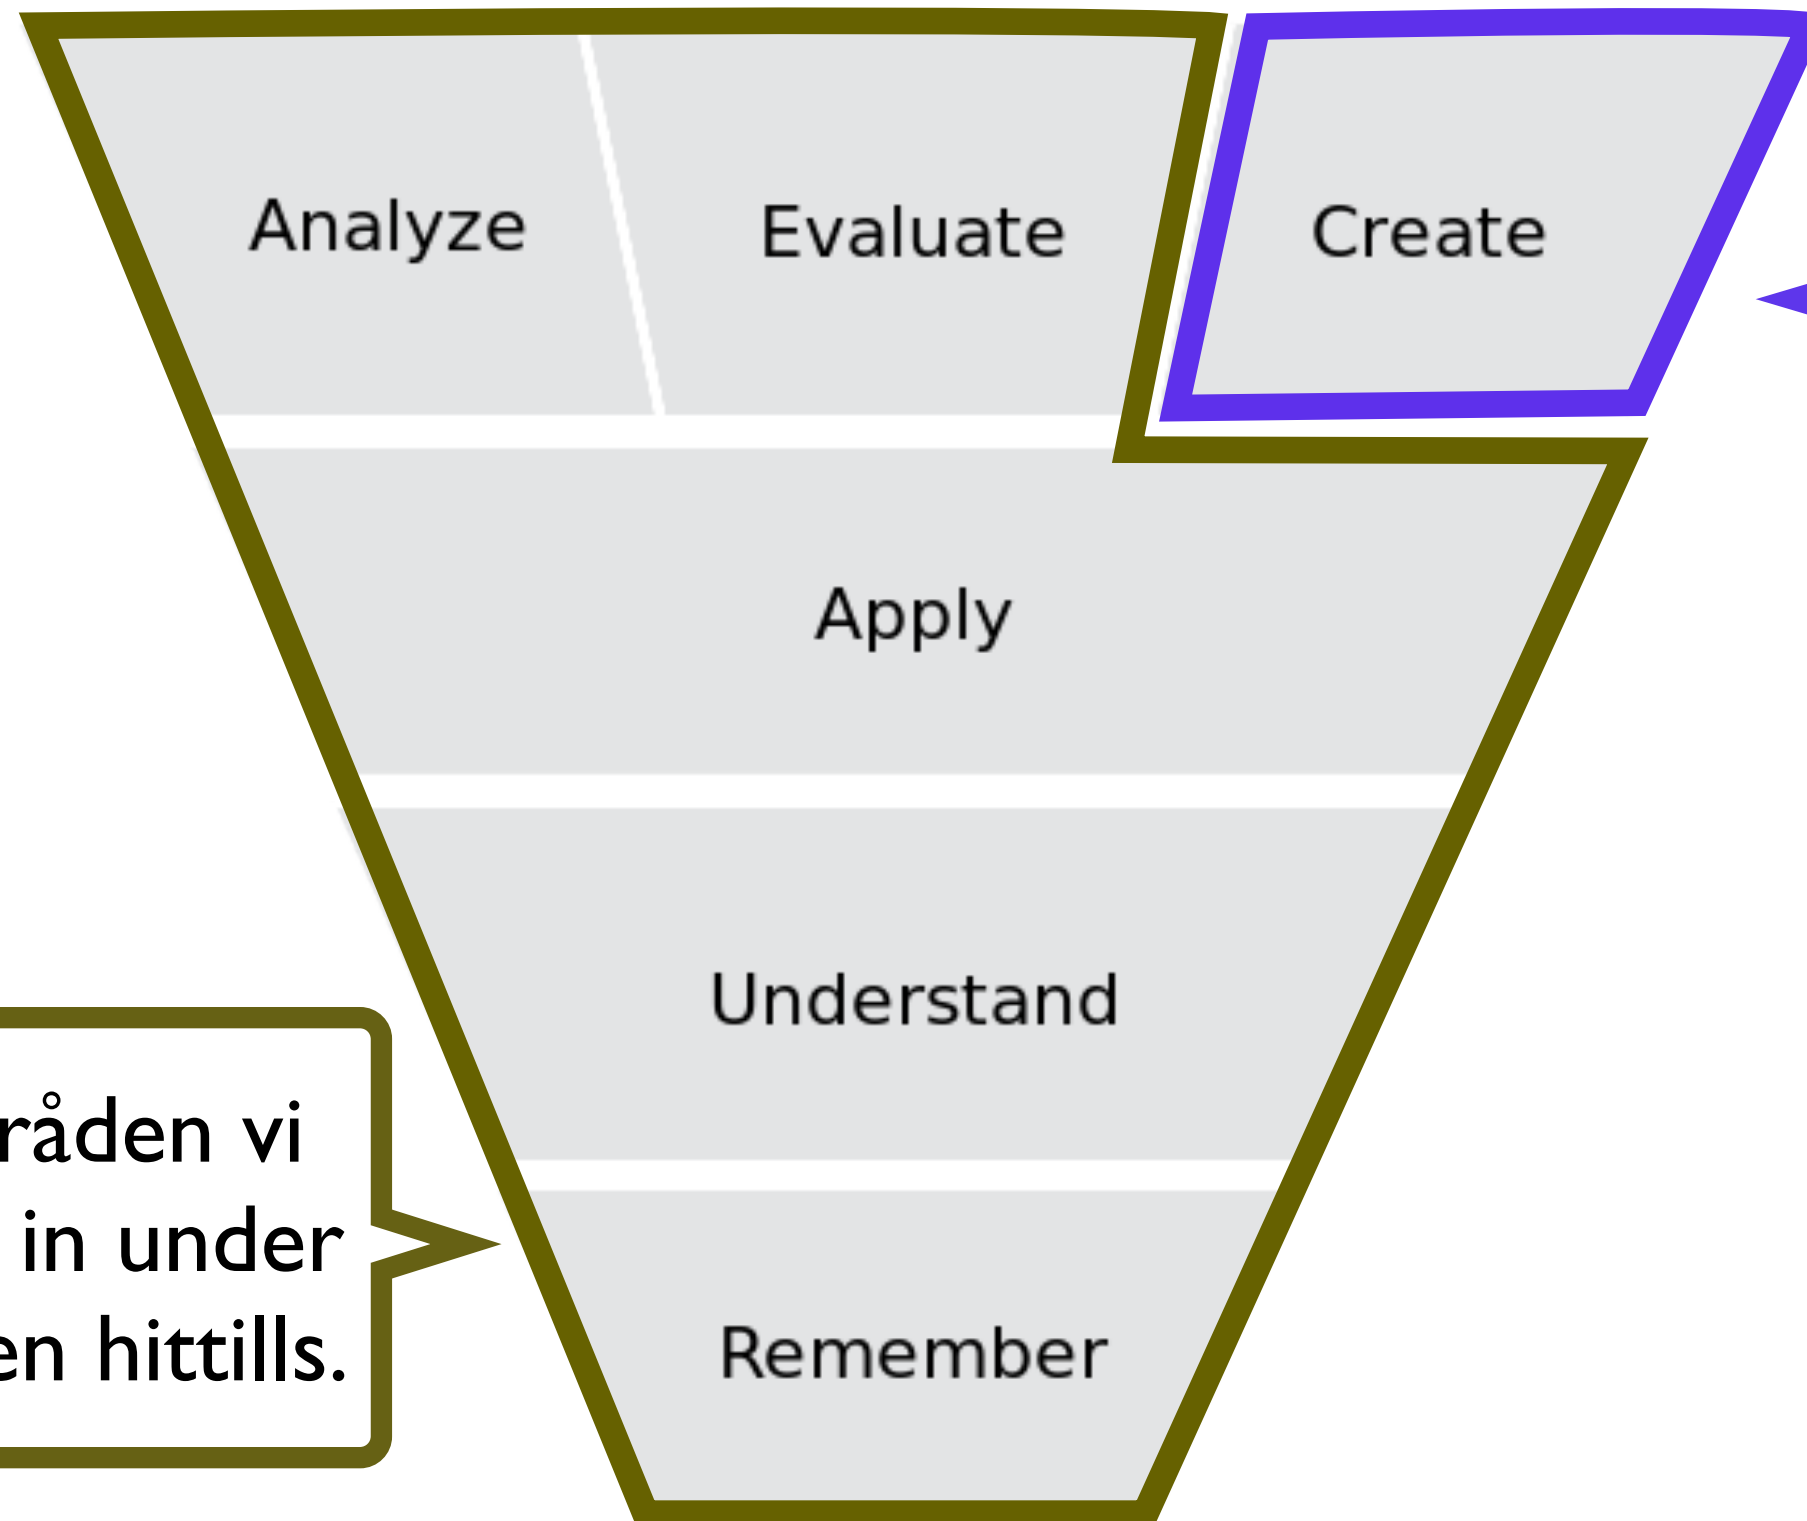 Analyze Evaluate Create
Apply
Understand
råden vi
in under
en hittills.
Remember